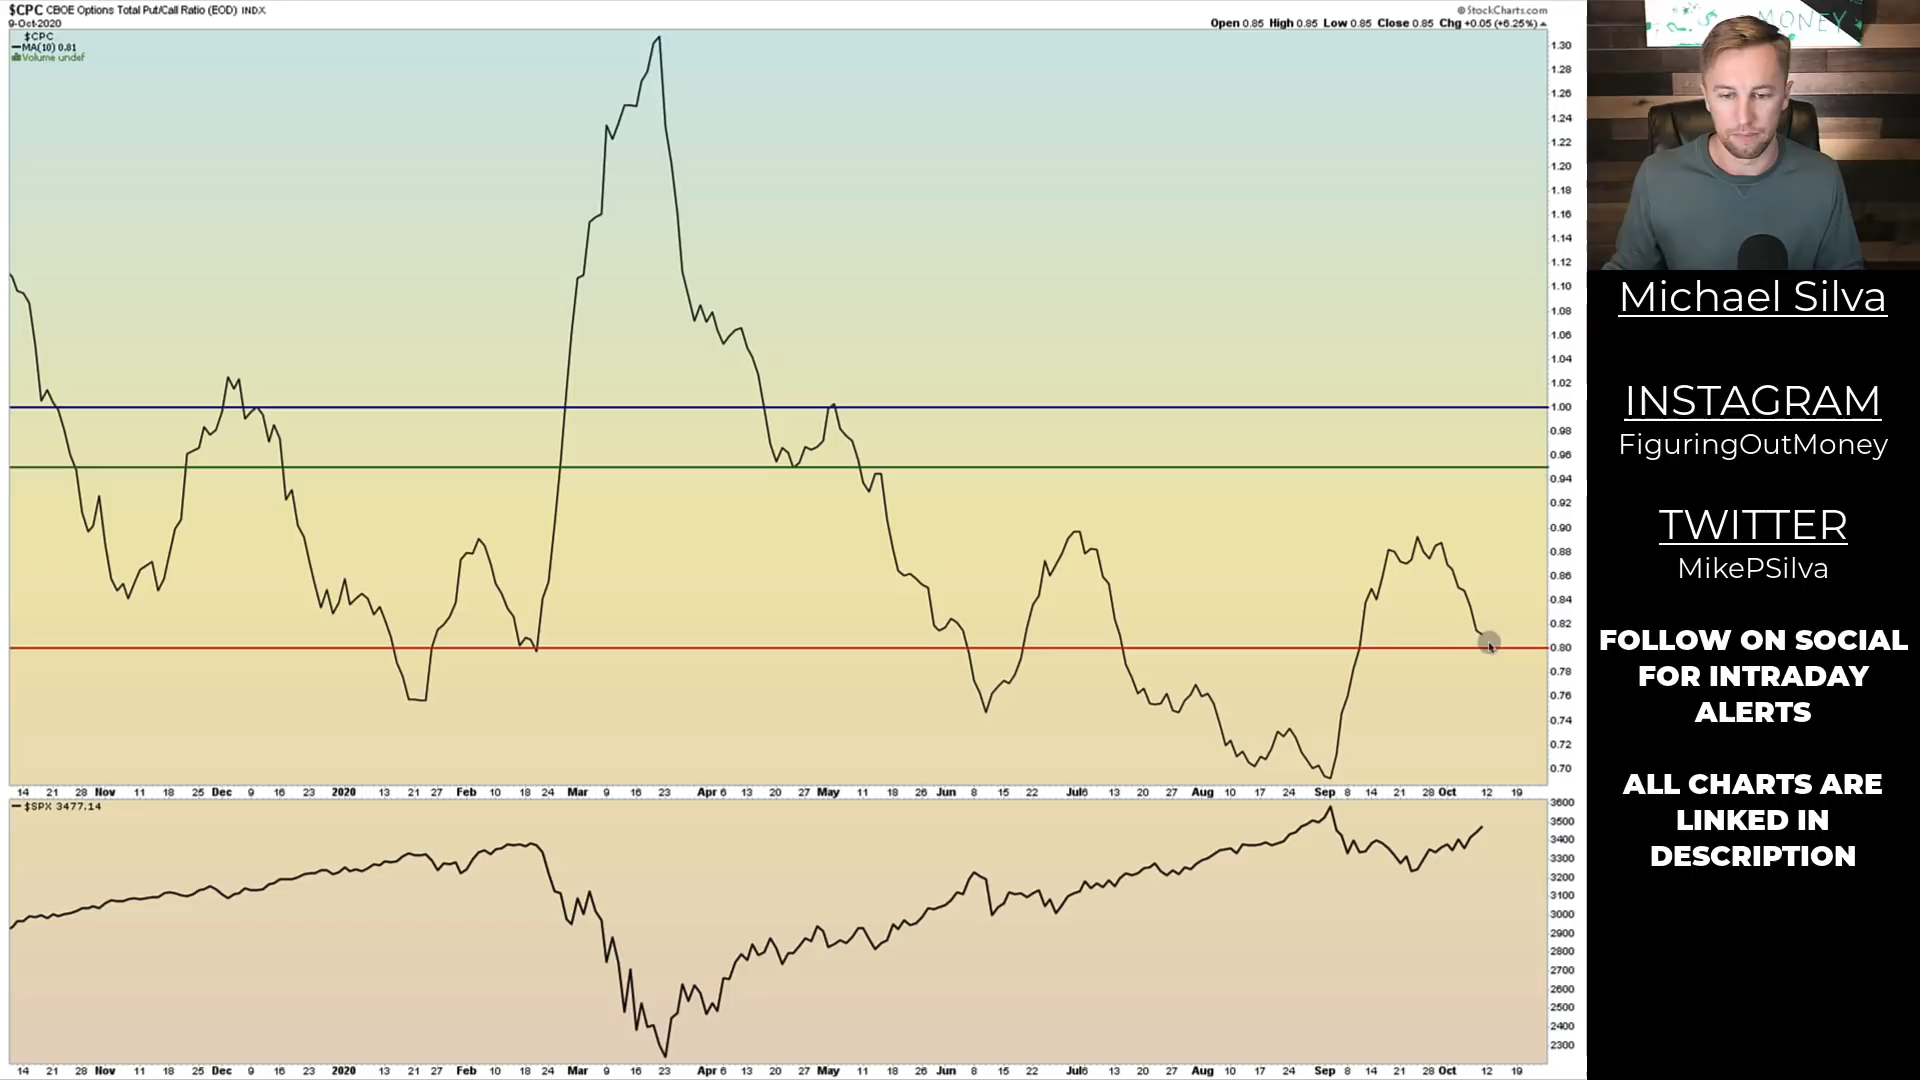 $CPC CBOE Options Total Put/Call Ratio (EOD) INDX
© StockCharts.com
9-Oct-2020
Open 0.85 High 0.85 Low 0.85 Close 0.85 Chg +0.05 (+6.25%)
$CPC
MA(10) 0.81
Volume undef
1.30
1.28
1.26
1.24
1.22
1.20
1.18
1.16
1.14
1.12
1.10
1.08
1.06
1.04
1.02
1.00
0.98
0.96
0.94
0.92
0.90
0.88
0.86
0.84
0.82
0.80
0.78
0.76
0.74
0.72
0.70
14 21 28 Nov 11 18 25 Dec 9 16 23 2020 13 21 27 Feb 10 18 24 Mar 9 16 23 Apr 6 13 20 27 May 11 18 26 Jun 8 15 22 Jul6 13 20 27 Aug 10 17 24 Sep 8 14 21 28 Oct 12 19
$SPX 3477.14
3600
3500
3400
3300
3200
3100
3000
2900
2800
2700
2600
2500
2400
2300
14 21 28 Nov 11 18 25 Dec 9 16 23 2020 13 21 27 Feb 10 18 24 Mar 9 16 23 Apr 6 13 20 27 May 11 18 26 Jun 8 15 22 Jul6 13 20 27 Aug 10 17 24 Sep 8 14 21 28 Oct 12 19
MONEY
Michael Silva
INSTAGRAM
FiguringOutMoney
TWITTER
MikePSilva
FOLLOW ON SOCIAL
FOR INTRADAY
ALERTS
ALL CHARTS ARE
LINKED IN
DESCRIPTION